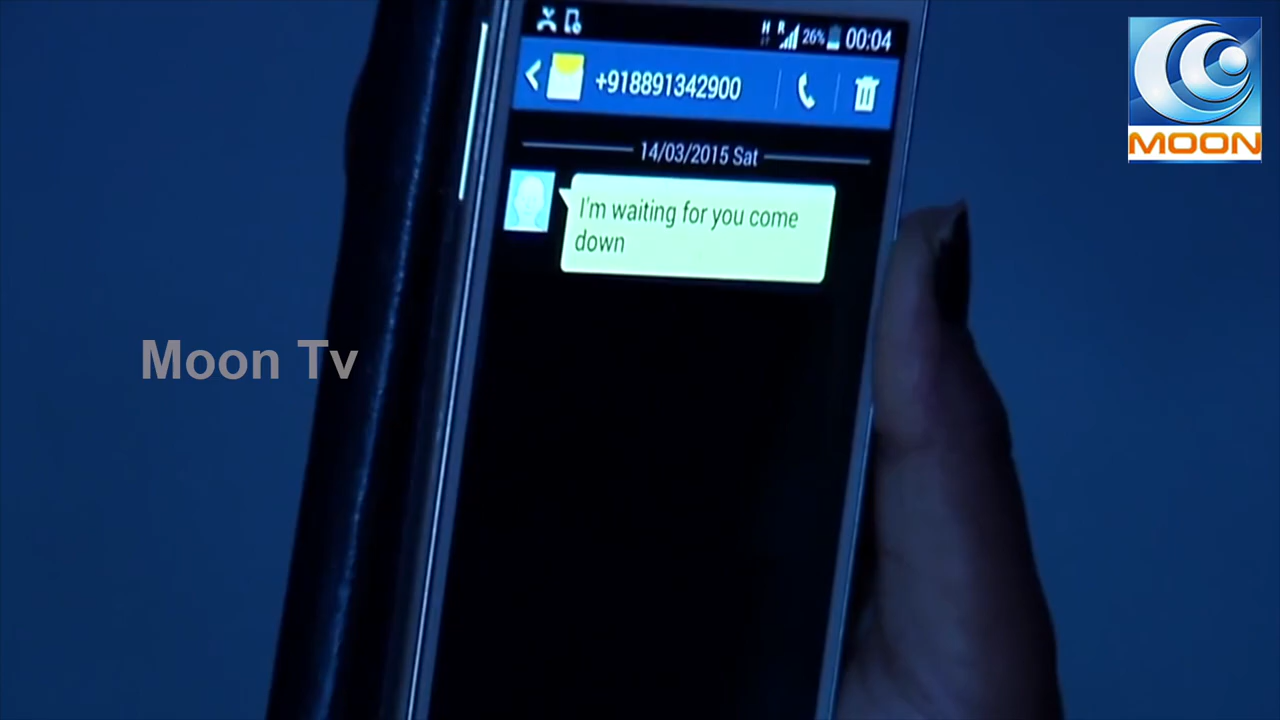 26% 00:04
+918891342900
14/03/2015 Sat
I'm waiting for you come
down
MOON
Moon Tv